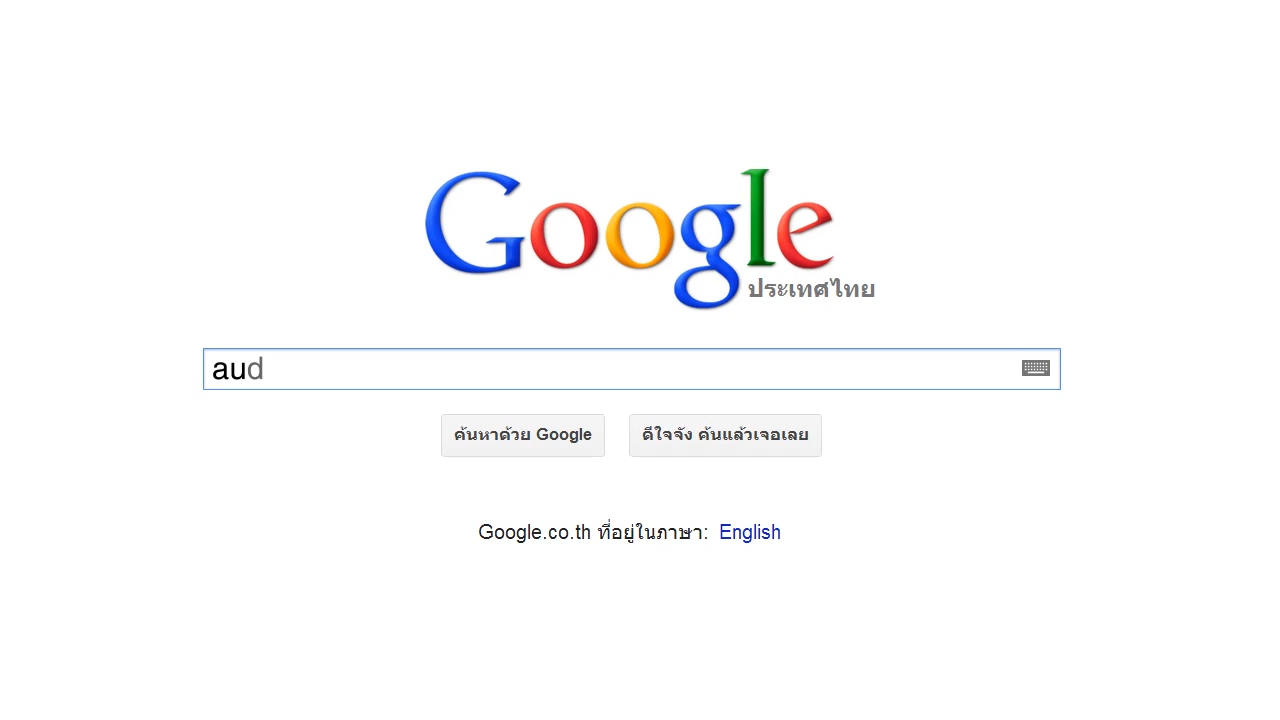 Google
ประเทศไทย
aud
ค้นหาด้วย Google
ดีใจจัง ค้นแล้วเจอเลย
Google.co.th ที่อยู่ในภาษา: English